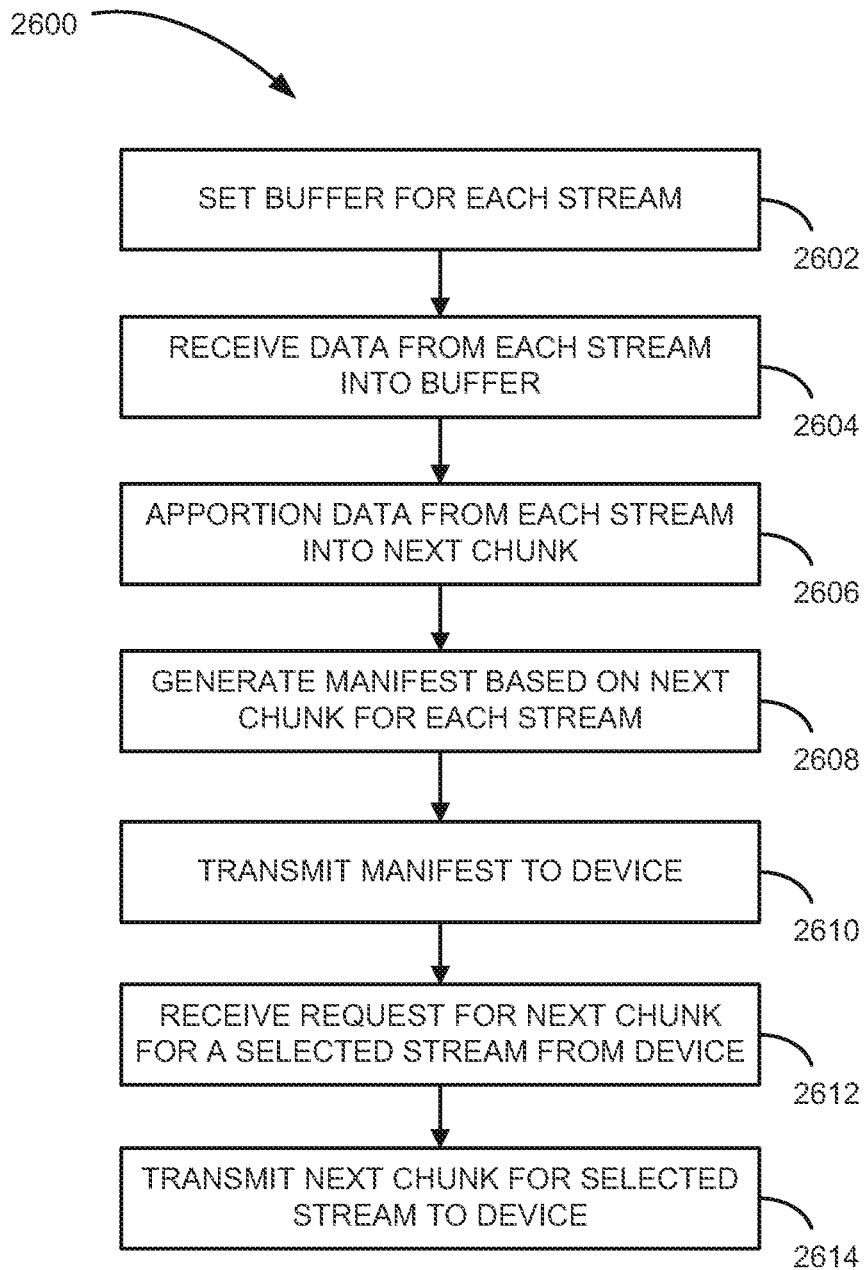 2600
SET BUFFER FOR EACH STREAM
2602
RECEIVE DATA FROM EACH STREAM
INTO BUFFER
2604
APPORTION DATA FROM EACH STREAM
INTO NEXT CHUNK
2606
GENERATE MANIFEST BASED ON NEXT
CHUNK FOR EACH STREAM
2608
TRANSMIT MANIFEST TO DEVICE
2610
RECEIVE REQUEST FOR NEXT CHUNK
FOR A SELECTED STREAM FROM DEVICE
2612
TRANSMIT NEXT CHUNK FOR SELECTED
STREAM TO DEVICE
2614